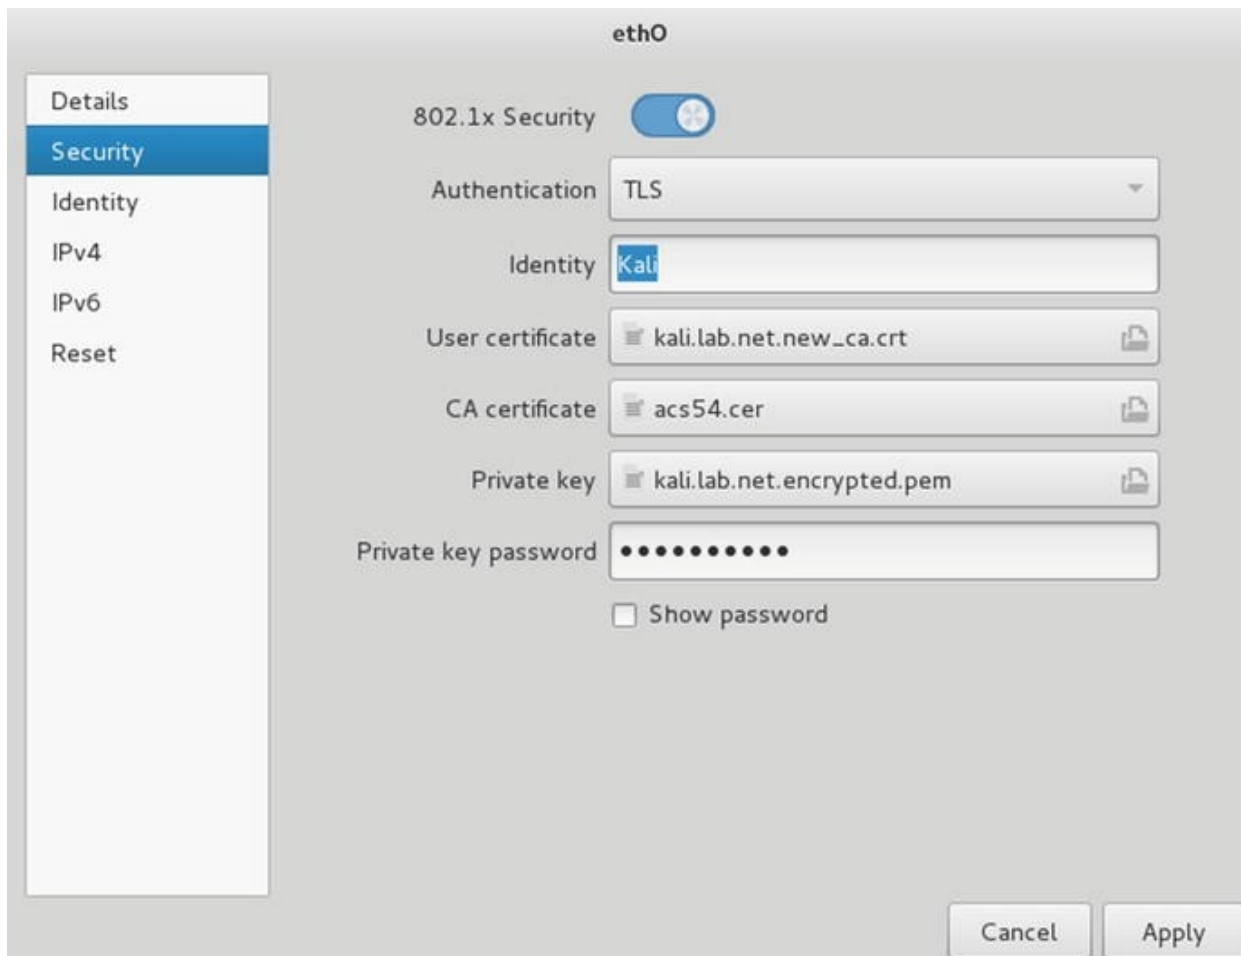 ethO
Details
Security
Identity
IPv4
IPv6
Reset
802.1x Security
Authentication TLS
Identity Kali
User certificate kali.lab.net.new_ca.crt
CA certificate acs54.cer
Private key kali.lab.net.encrypted.pem
Private key password ••••••••••
Show password
Cancel Apply